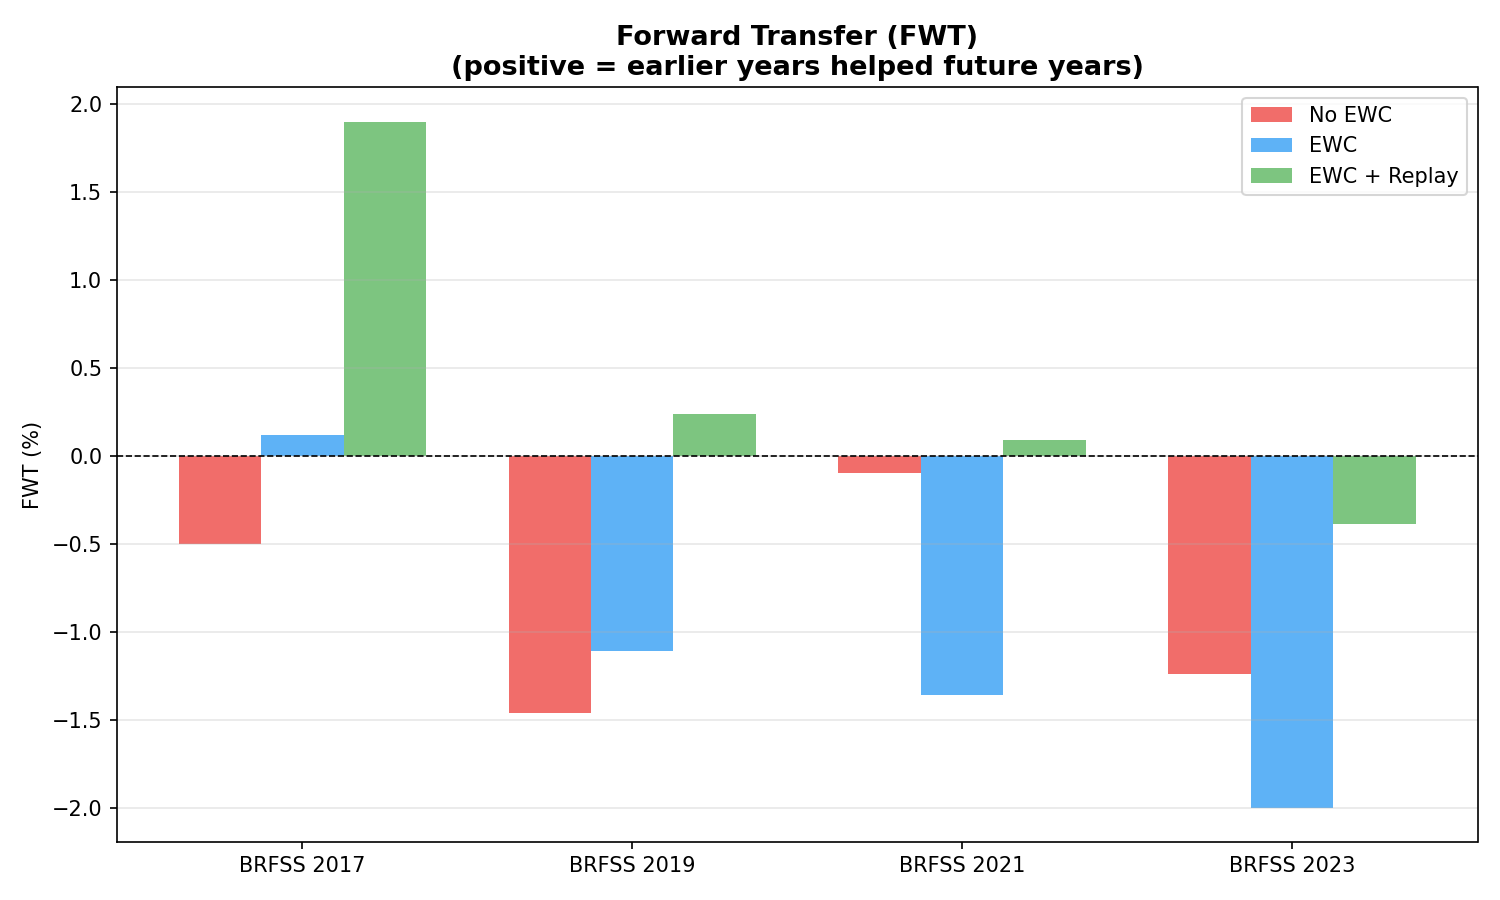 Forward Transfer (FWT)
(positive = earlier years helped future years)
No EWC
EWC
EWC + Replay
FWT (%)
2.0
1.5
1.0
0.5
0.0
−0.5
−1.0
−1.5
−2.0
BRFSS 2017
BRFSS 2019
BRFSS 2021
BRFSS 2023